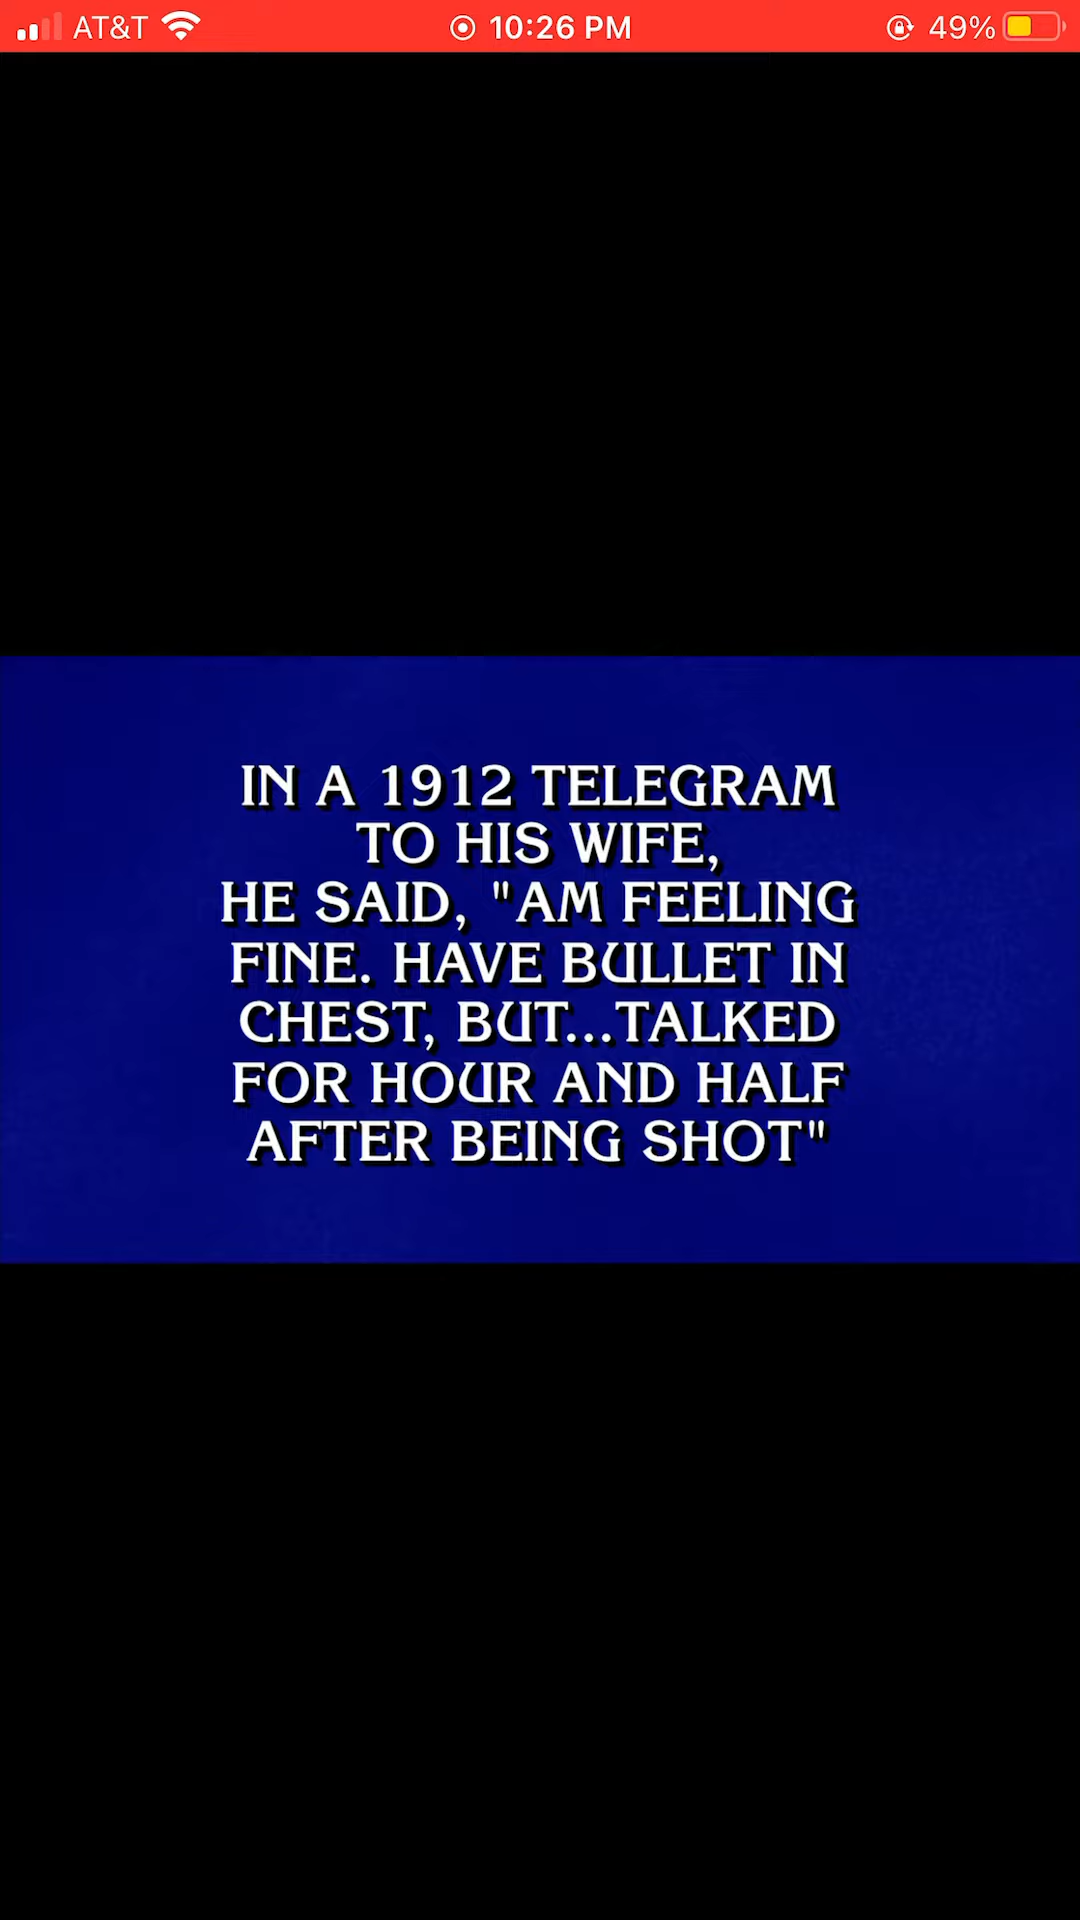 AT&T 10:26 PM 49%
IN A 1912 TELEGRAM
TO HIS WIFE,
HE SAID, "AM FEELING
FINE. HAVE BULLET IN
CHEST, BUT...TALKED
FOR HOUR AND HALF
AFTER BEING SHOT"